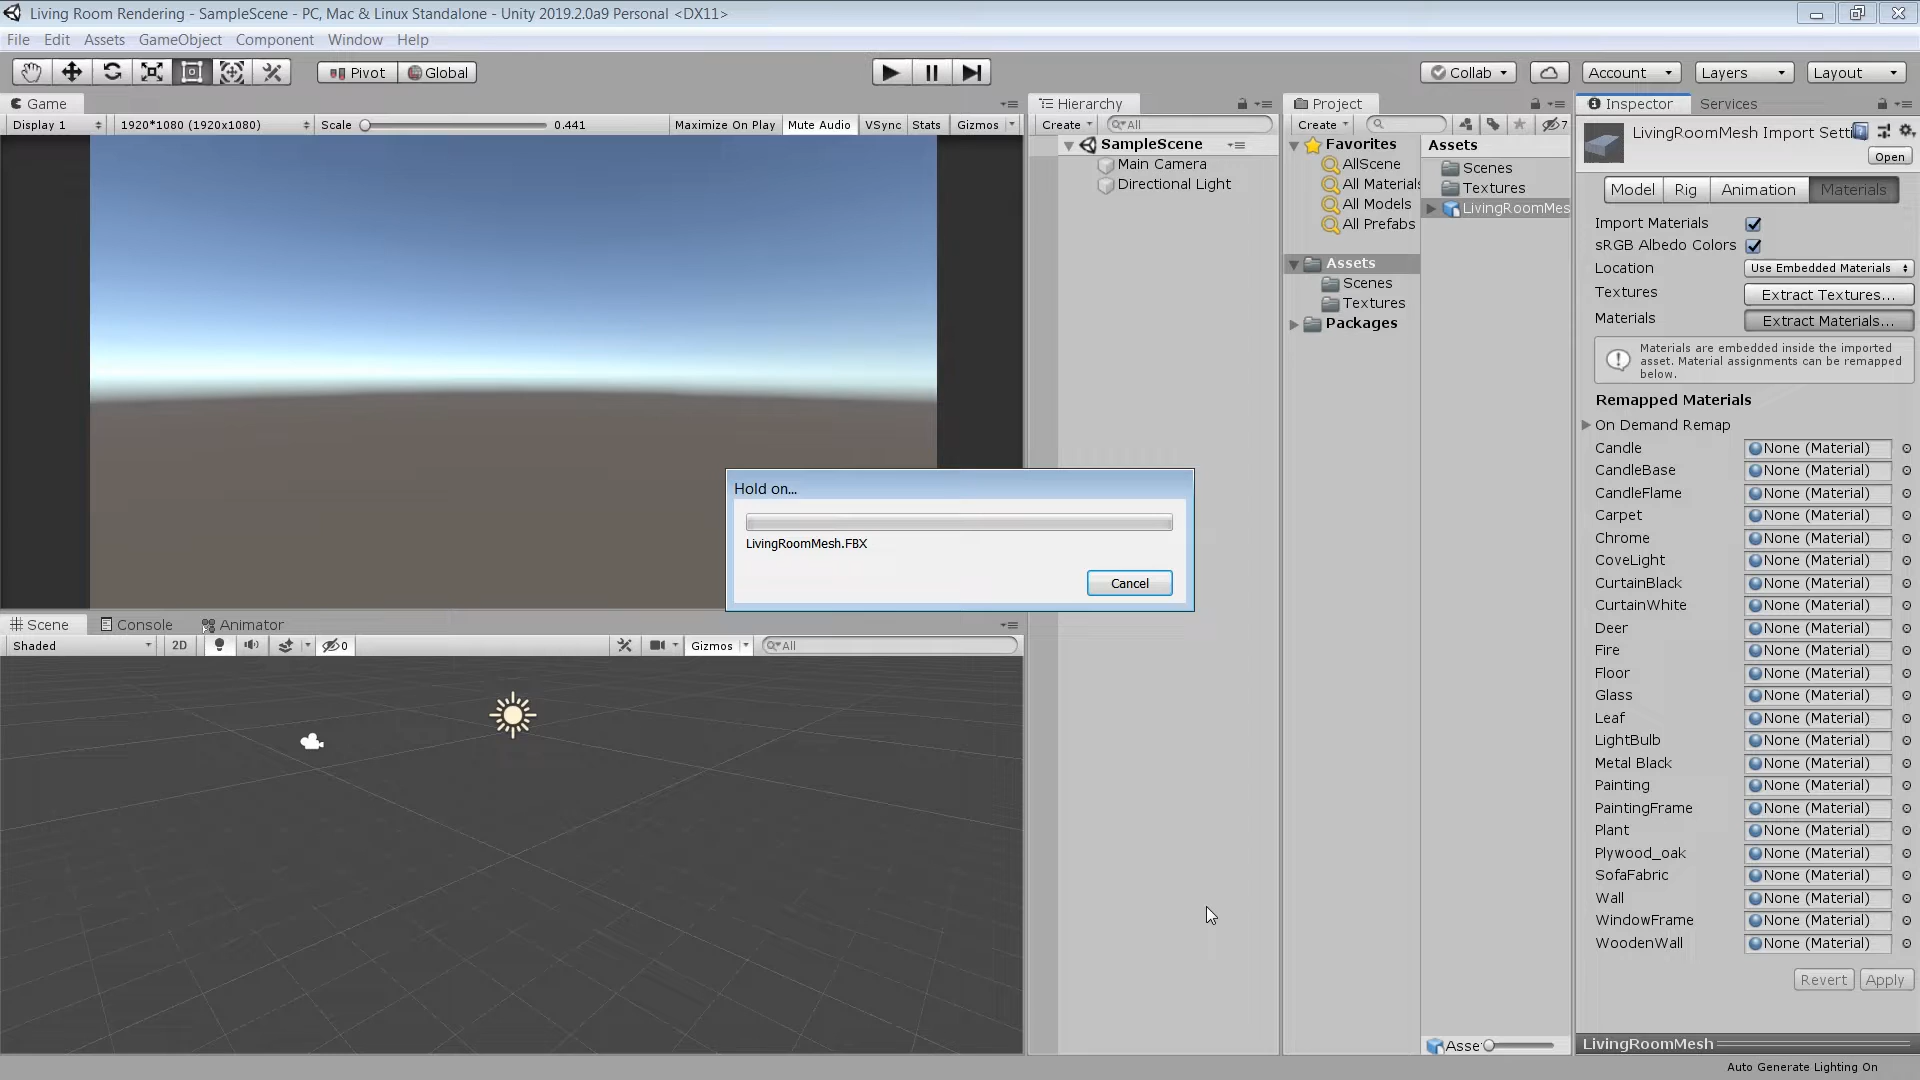 Living Room Rendering - SampleScene - PC, Mac & Linux Standalone - Unity 2019.2.0a9 Personal <DX11>
File Edit Assets GameObject Component Window Help
Pivot Global Collab Account Layers Layout
Game
Display 1 1920*1080 (1920x1080) Scale 0.441 Maximize On Play Mute Audio VSync Stats Gizmos
Hierarchy
Create All
SampleScene
Main Camera
Directional Light
Project
Create 7
Favorites
AllScene
All Materials
All Models
All Prefabs
Assets
Scenes
Textures
Packages
Assets
Scenes
Textures
LivingRoomMes
Asse
Inspector Services
LivingRoomMesh Import Setti
Open
Model Rig Animation Materials
Import Materials
sRGB Albedo Colors
Location Use Embedded Materials
Textures Extract Textures...
Materials Extract Materials...
Materials are embedded inside the imported
asset. Material assignments can be remapped
below.
Remapped Materials
On Demand Remap
Candle None (Material)
CandleBase None (Material)
CandleFlame None (Material)
Carpet None (Material)
Chrome None (Material)
CoveLight None (Material)
CurtainBlack None (Material)
CurtainWhite None (Material)
Deer None (Material)
Fire None (Material)
Floor None (Material)
Glass None (Material)
Leaf None (Material)
LightBulb None (Material)
Metal Black None (Material)
Painting None (Material)
PaintingFrame None (Material)
Plant None (Material)
Plywood_oak None (Material)
SofaFabric None (Material)
Wall None (Material)
WindowFrame None (Material)
WoodenWall None (Material)
Revert Apply
LivingRoomMesh
Hold on...
LivingRoomMesh.FBX
Cancel
Scene Console Animator
Shaded 2D 0 Gizmos All
Auto Generate Lighting On